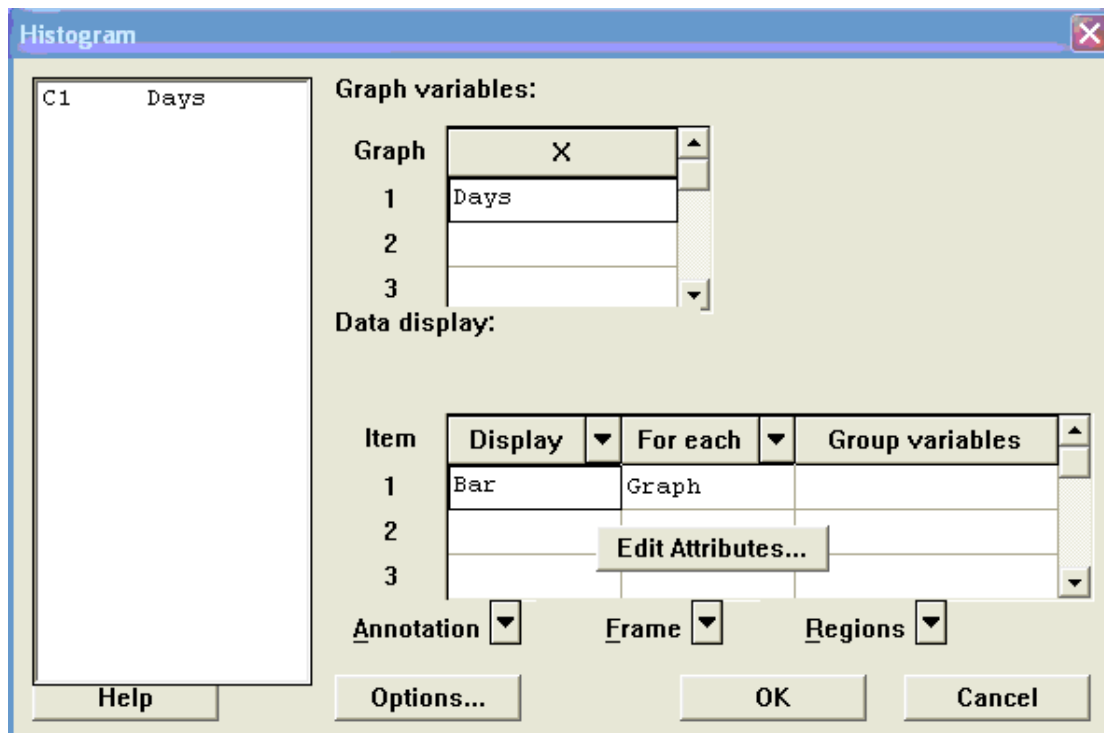 Histogram
C1 Days
Graph variables:
Graph X
1 Days
2
3
Data display:
Item Display For each Group variables
1 Bar Graph
2
Edit Attributes...
3
Annotation Frame Regions
Help Options... OK Cancel